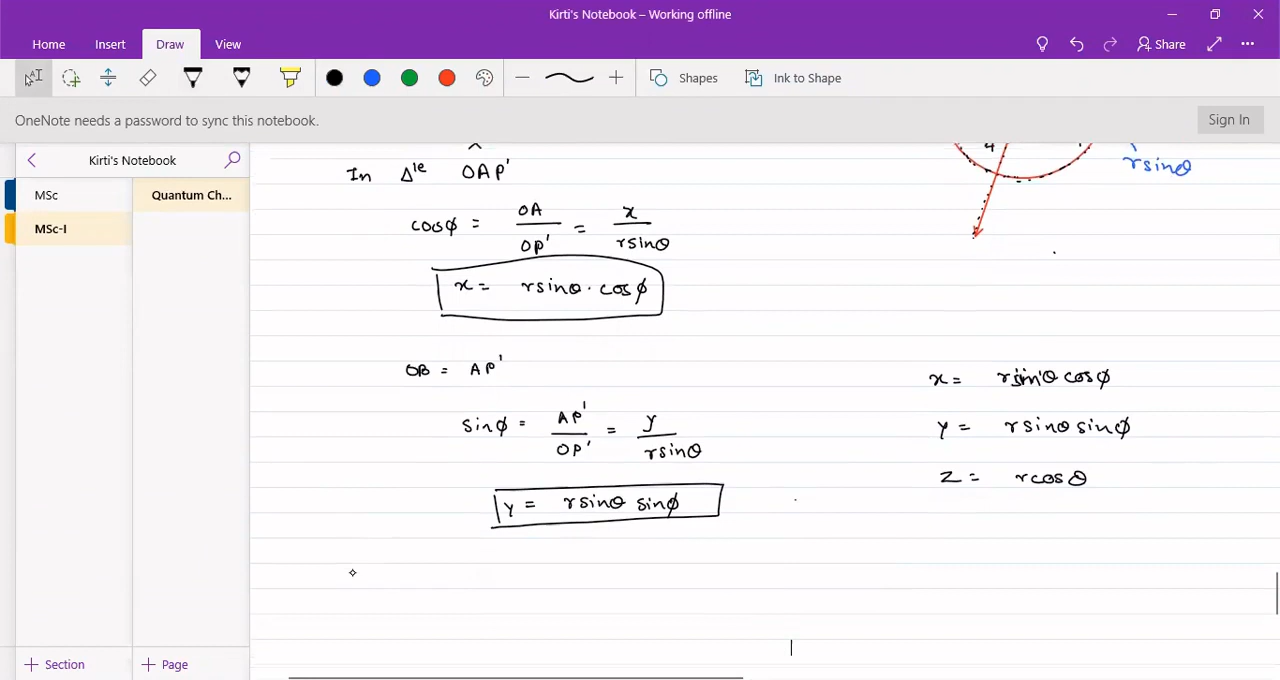 Kirti's Notebook – Working offline
Home Insert Draw View
Share
Shapes Ink to Shape
OneNote needs a password to sync this notebook.
Sign In
Kirti's Notebook
MSc
MSc-I
Quantum Ch...
Section
Page
In Δˡᵉ OAP'
cosϕ = OA / OP' = x / rsinθ
x = rsinθ · cosϕ
OB = AP'
sinϕ = AP' / OP' = y / rsinθ
y = rsinθ sinϕ
rsinθ
x = rsinθ cosϕ
y = rsinθ sinϕ
z = rcosθ